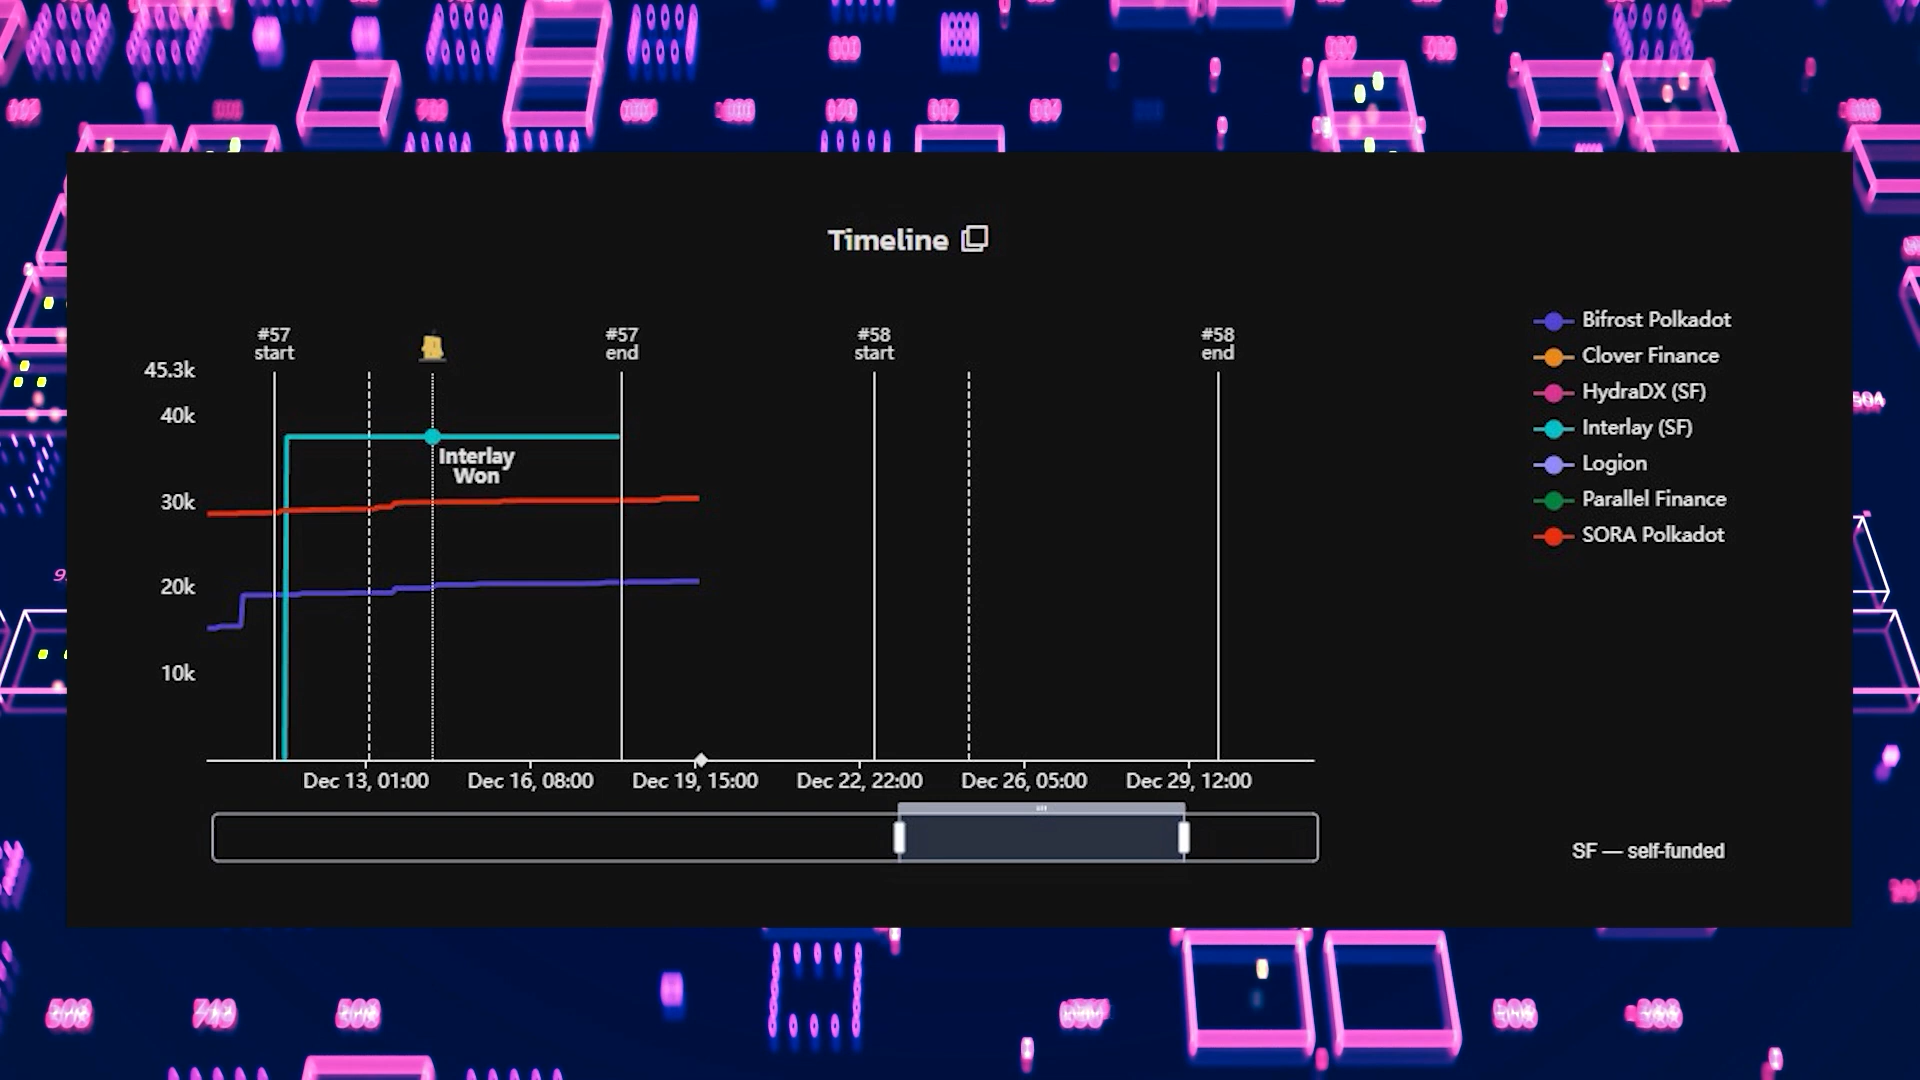 Timeline
#57
start
#57
end
#58
start
#58
end
45.3k
40k
30k
20k
10k
Interlay
Won
Dec 13, 01:00
Dec 16, 08:00
Dec 19, 15:00
Dec 22, 22:00
Dec 26, 05:00
Dec 29, 12:00
Bifrost Polkadot
Clover Finance
HydraDX (SF)
Interlay (SF)
Logion
Parallel Finance
SORA Polkadot
SF — self-funded